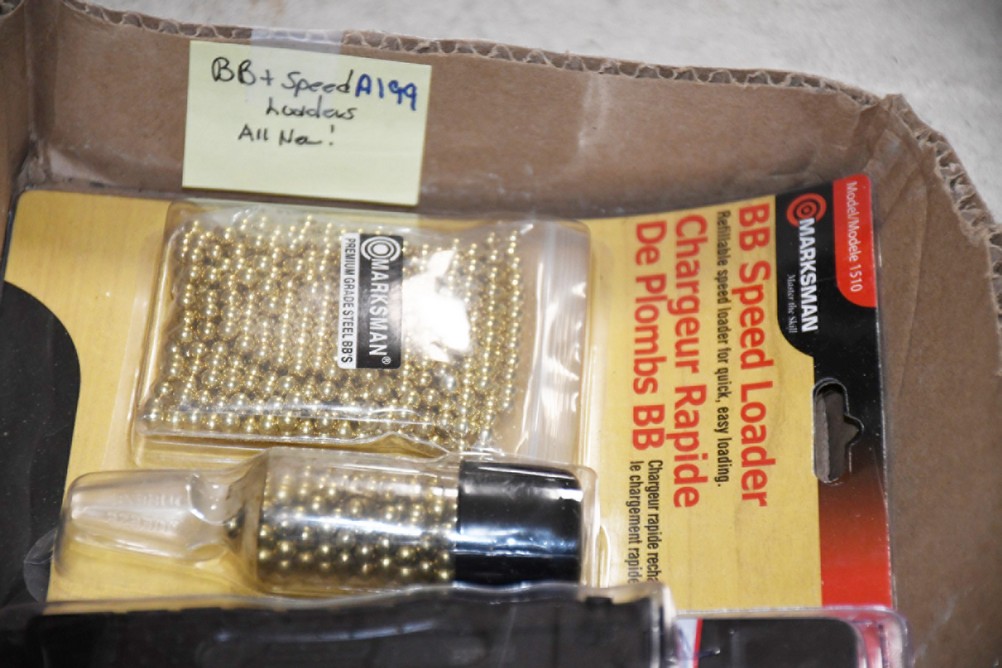 BB + Speed A199
Loaders
All New!
Model/Modele 1510
MARKSMAN
Master the Skill
BB Speed Loader
Refillable speed loader for quick, easy loading.
Chargeur Rapide
De Plombs BB
Chargeur rapide recha
le chargement rapide
MARKSMAN®
PREMIUM GRADE STEEL BB'S